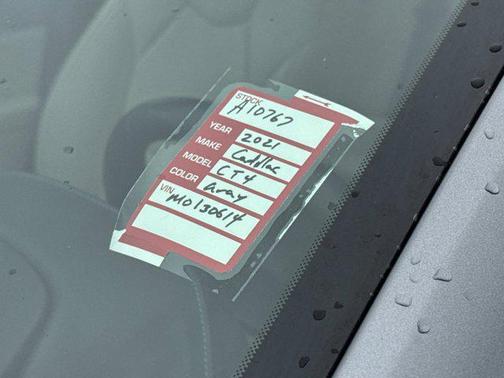 STOCK A10767
YEAR 2021
MAKE Cadillac
MODEL CT4
COLOR Gray
VIN M0130614